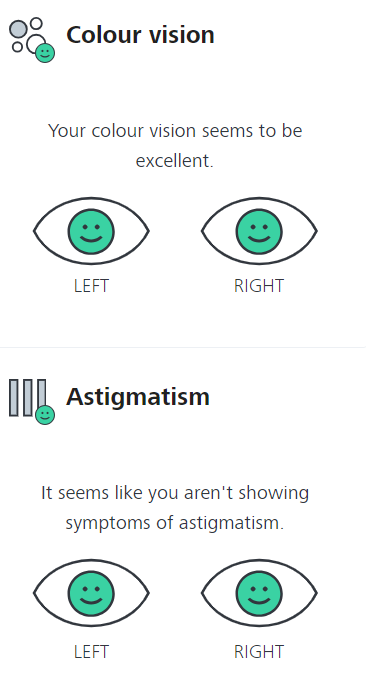 Colour vision
Your colour vision seems to be
excellent.
LEFT RIGHT
Astigmatism
It seems like you aren't showing
symptoms of astigmatism.
LEFT RIGHT